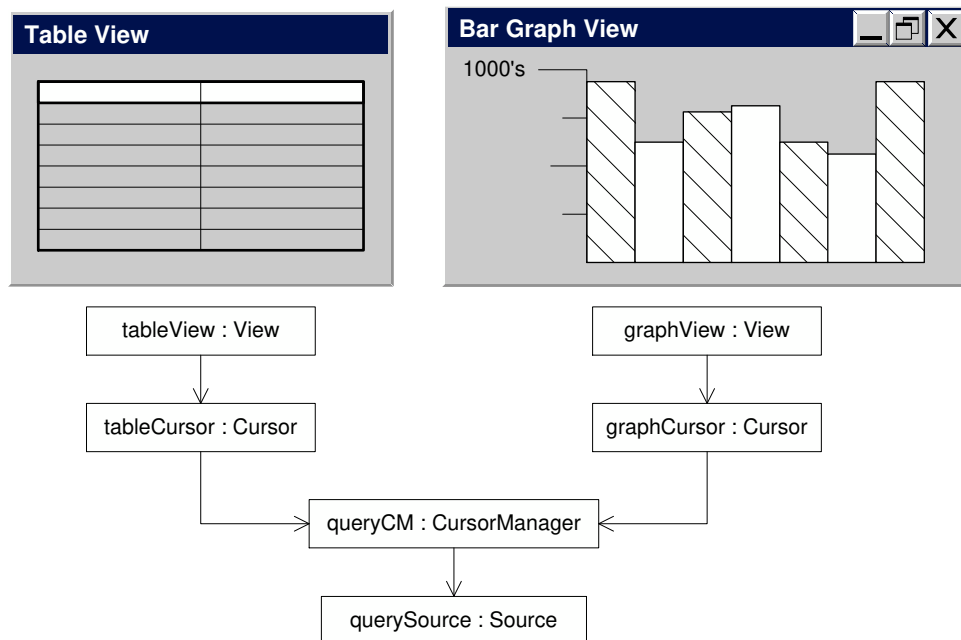 Table View
Bar Graph View
1000's
tableView : View
graphView : View
tableCursor : Cursor
graphCursor : Cursor
queryCM : CursorManager
querySource : Source